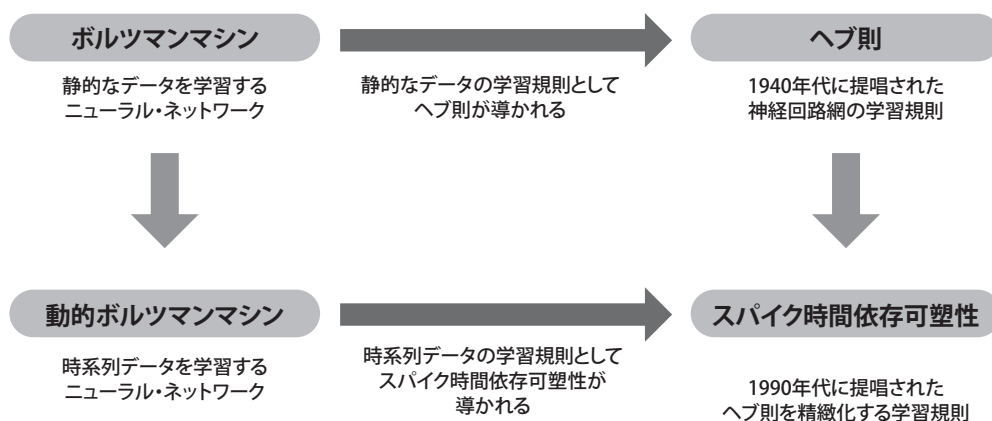 ボルツマンマシン
静的なデータを学習する
ニューラル・ネットワーク
静的なデータの学習規則として
ヘブ則が導かれる
ヘブ則
1940年代に提唱された
神経回路網の学習規則
動的ボルツマンマシン
時系列データを学習する
ニューラル・ネットワーク
時系列データの学習規則として
スパイク時間依存可塑性が
導かれる
スパイク時間依存可塑性
1990年代に提唱された
ヘブ則を精緻化する学習規則